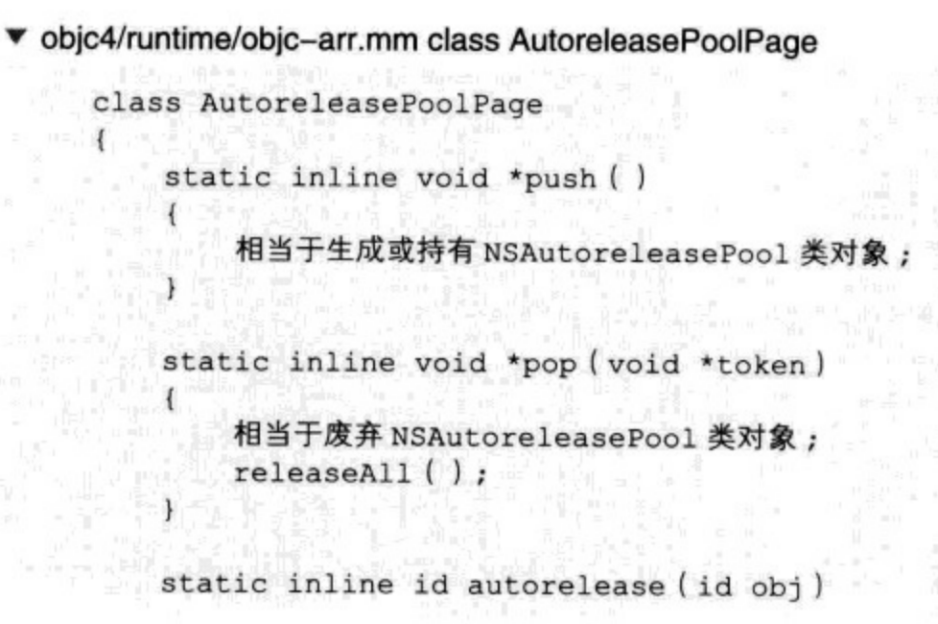 ▼ objc4/runtime/objc-arr.mm class AutoreleasePoolPage
class AutoreleasePoolPage
{
static inline void *push ( )
{
相当于生成或持有 NSAutoreleasePool 类对象 ;
}
static inline void *pop ( void *token )
{
相当于废弃 NSAutoreleasePool 类对象 ;
releaseAll ( ) ;
}
static inline id autorelease ( id obj )